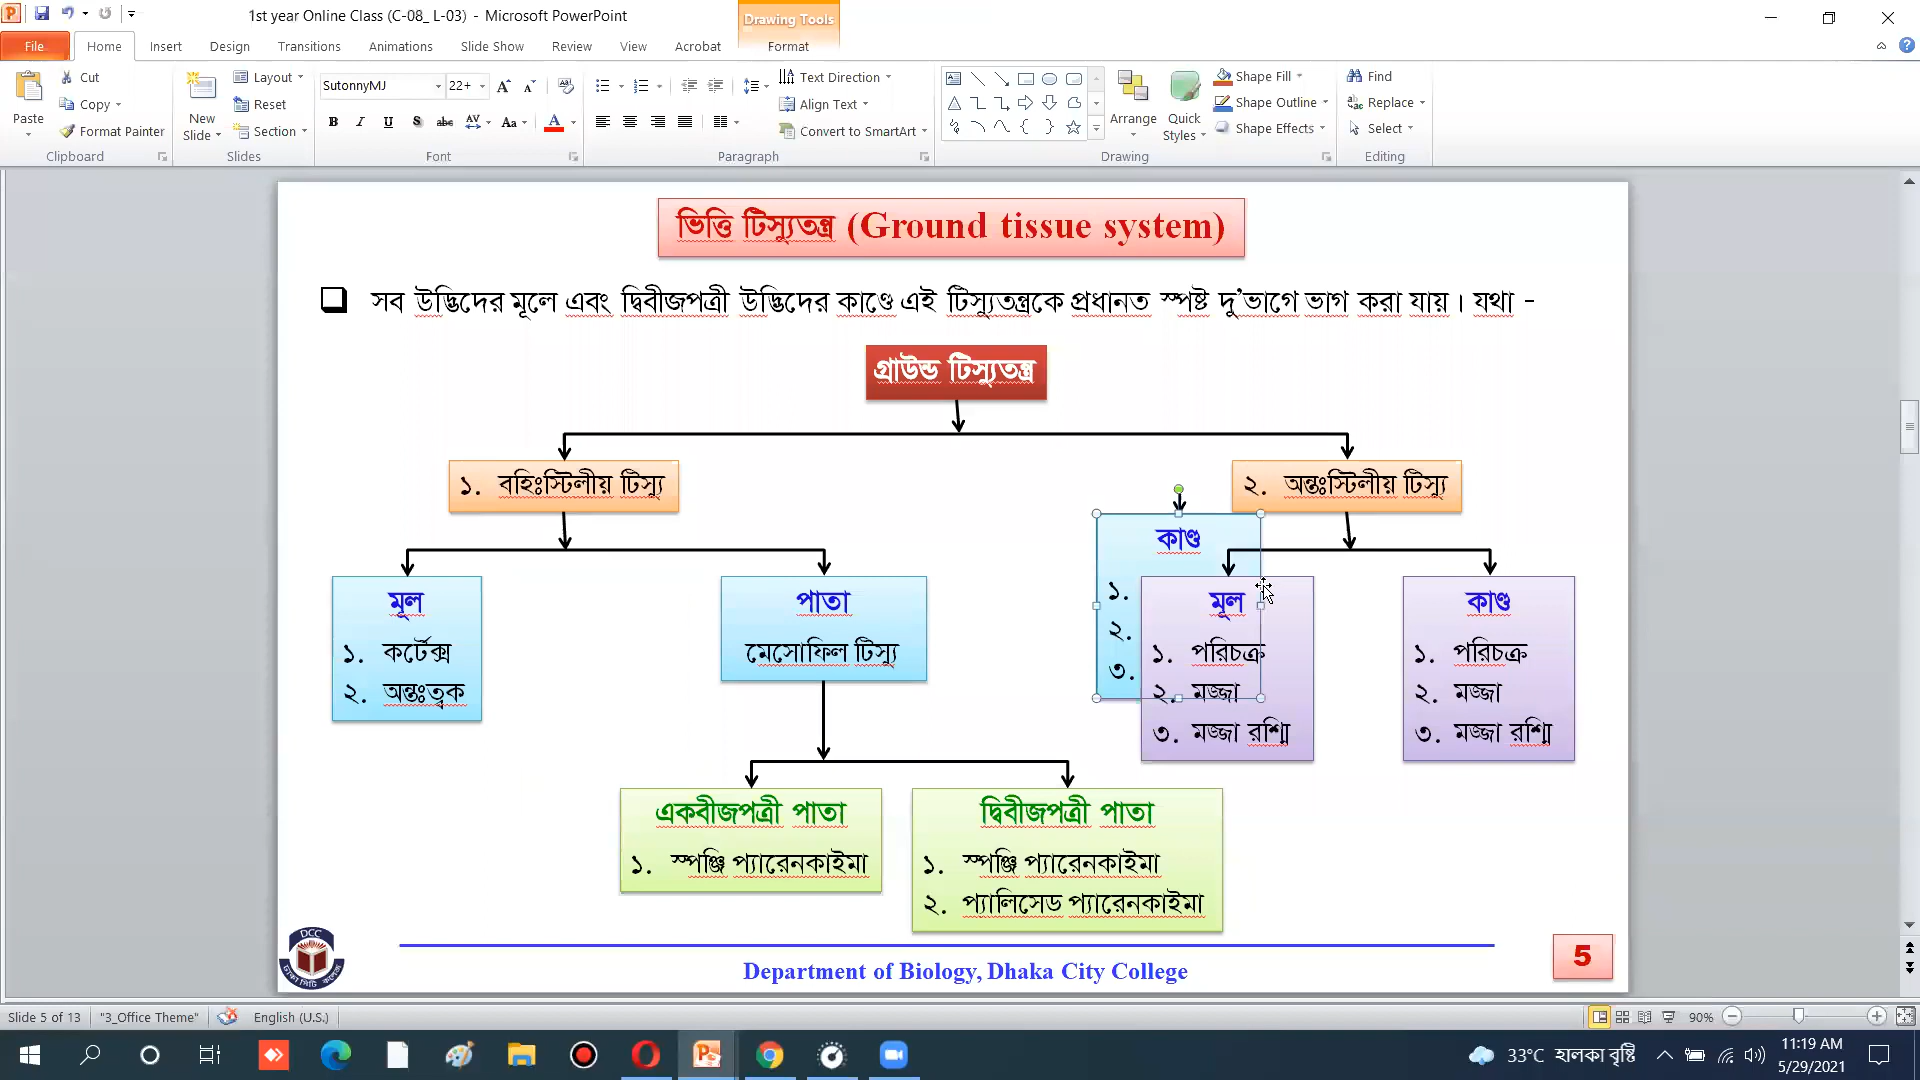 1st year Online Class (C-08_ L-03) - Microsoft PowerPoint
Drawing Tools
File Home Insert Design Transitions Animations Slide Show Review View Acrobat Format
Cut
Copy
Format Painter
Paste
Clipboard
New Slide
Layout
Reset
Section
Slides
SutonnyMJ 22+
Font
Text Direction
Align Text
Convert to SmartArt
Paragraph
Arrange
Quick Styles
Shape Fill
Shape Outline
Shape Effects
Drawing
Find
Replace
Select
Editing
ভিত্তি টিস্যুতন্ত্র (Ground tissue system)
সব উদ্ভিদের মূলে এবং দ্বিবীজপত্রী উদ্ভিদের কাণ্ডে এই টিস্যুতন্ত্রকে প্রধানত স্পষ্ট দু'ভাগে ভাগ করা যায়। যথা -
গ্রাউন্ড টিস্যুতন্ত্র
১. বহিঃস্টিলীয় টিস্যু
২. অন্তঃস্টিলীয় টিস্যু
মূল
১. কর্টেক্স
২. অন্তঃত্বক
পাতা
মেসোফিল টিস্যু
কাণ্ড
১.
২.
৩.
মূল
১. পরিচক্র
২. মজ্জা
৩. মজ্জা রশ্মি
কাণ্ড
১. পরিচক্র
২. মজ্জা
৩. মজ্জা রশ্মি
একবীজপত্রী পাতা
১. স্পঞ্জি প্যারেনকাইমা
দ্বিবীজপত্রী পাতা
১. স্পঞ্জি প্যারেনকাইমা
২. প্যালিসেড প্যারেনকাইমা
DCC
ঢাকা সিটি কলেজ
Department of Biology, Dhaka City College
5
Slide 5 of 13 "3_Office Theme" English (U.S.) 90%
33°C হালকা বৃষ্টি
11:19 AM
5/29/2021